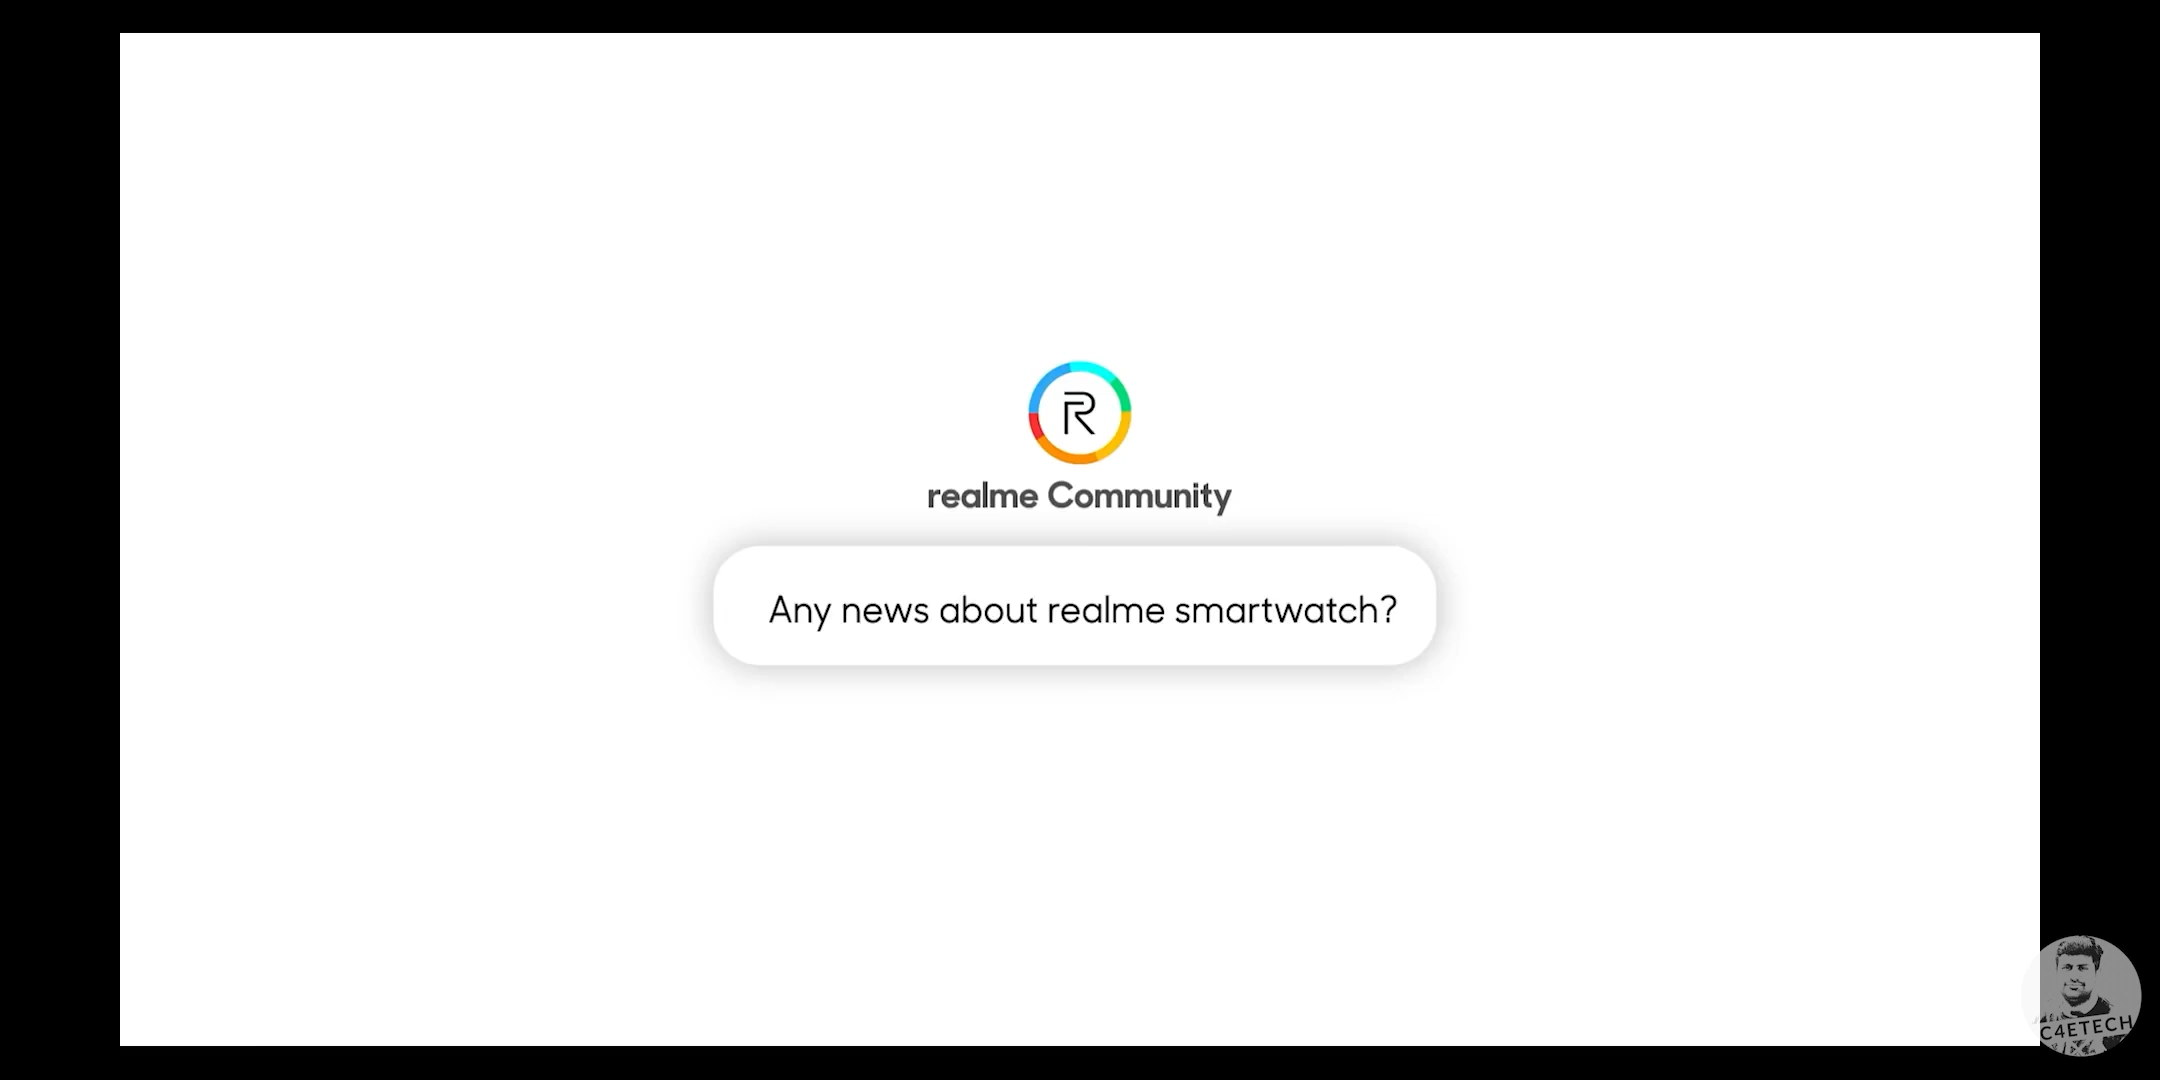 R
realme Community
Any news about realme smartwatch?
C4ETECH